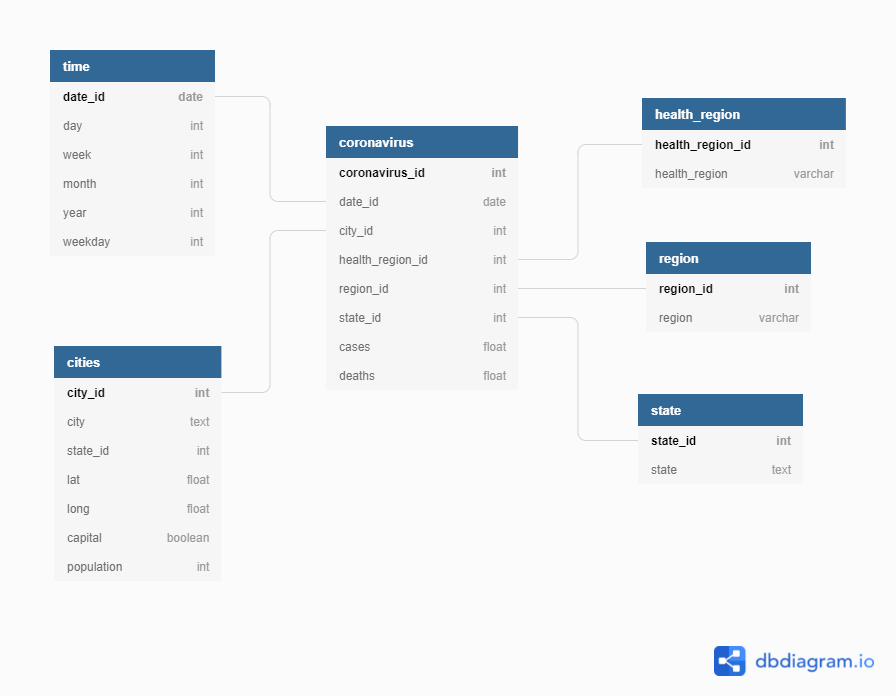 time
date_id date
day int
week int
month int
year int
weekday int
cities
city_id int
city text
state_id int
lat float
long float
capital boolean
population int
coronavirus
coronavirus_id int
date_id date
city_id int
health_region_id int
region_id int
state_id int
cases float
deaths float
health_region
health_region_id int
health_region varchar
region
region_id int
region varchar
state
state_id int
state text
dbdiagram.io